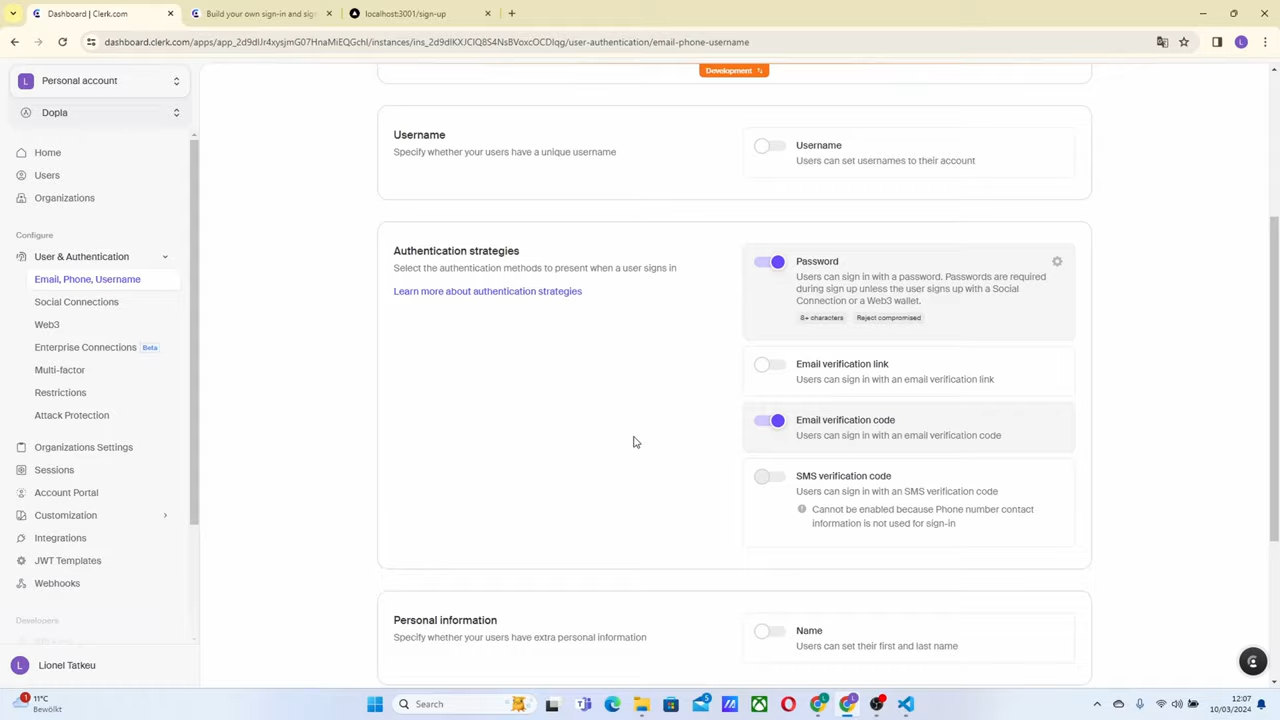 Dashboard | Clerk.com
Build your own sign-in and sign
localhost:3001/sign-up
dashboard.clerk.com/apps/app_2d9dlJr4xysjmG07HnaMiEQGchl/instances/ins_2d9dlKXJClQ8S4NsBVoxcOCDlqg/user-authentication/email-phone-username
L
L Personal account
Development
Dopla
Home
Users
Organizations
Configure
User & Authentication
Email, Phone, Username
Social Connections
Web3
Enterprise Connections Beta
Multi-factor
Restrictions
Attack Protection
Organizations Settings
Sessions
Account Portal
Customization
Integrations
JWT Templates
Webhooks
Developers
L Lionel Tatkeu
Username
Specify whether your users have a unique username
Username
Users can set usernames to their account
Authentication strategies
Select the authentication methods to present when a user signs in
Learn more about authentication strategies
Password
Users can sign in with a password. Passwords are required
during sign up unless the user signs up with a Social
Connection or a Web3 wallet.
8+ characters Reject compromised
Email verification link
Users can sign in with an email verification link
Email verification code
Users can sign in with an email verification code
SMS verification code
Users can sign in with an SMS verification code
Cannot be enabled because Phone number contact
information is not used for sign-in
Personal information
Specify whether your users have extra personal information
Name
Users can set their first and last name
1
11°C
Bewölkt
Search
12:07
10/03/2024